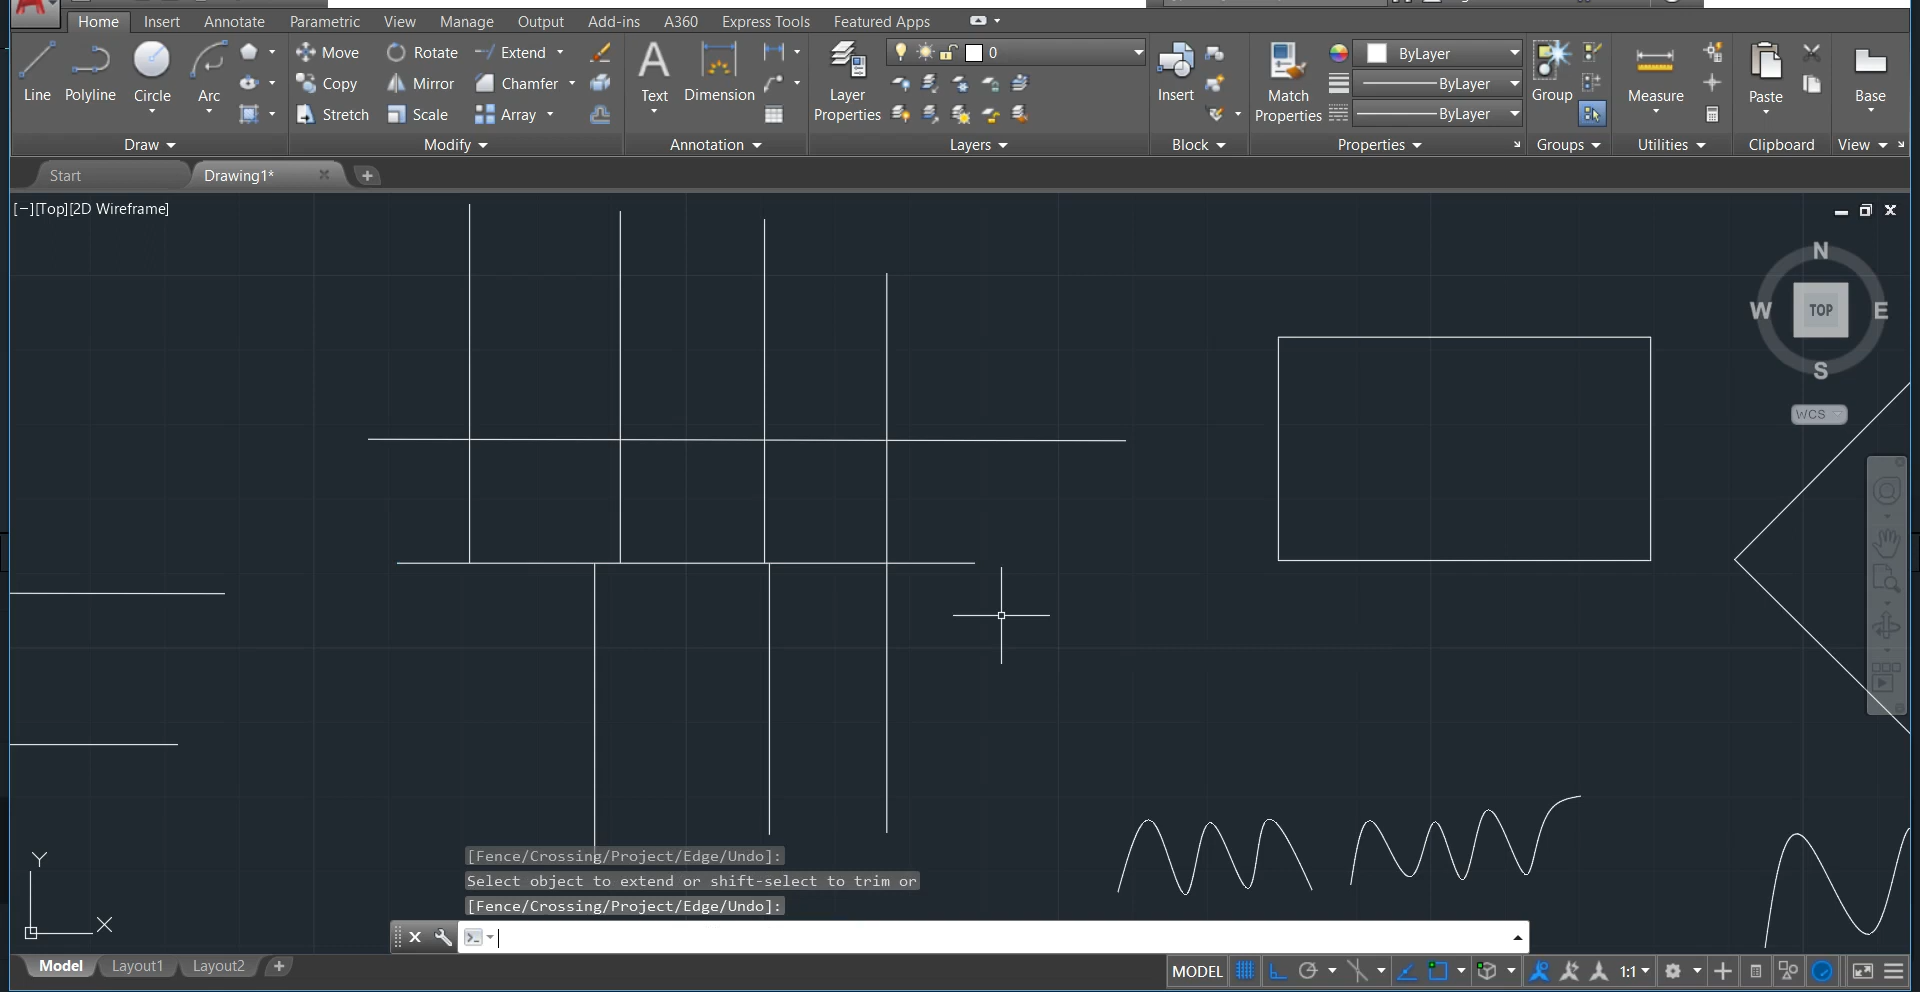 Home Insert Annotate Parametric View Manage Output Add-ins A360 Express Tools Featured Apps
Move Rotate Extend 0 ByLayer
Copy Mirror Chamfer ByLayer
Line Polyline Circle Arc Text Dimension Layer Properties Insert Match Properties Group Measure Paste Base
Stretch Scale Array ByLayer
Draw Modify Annotation Layers Block Properties Groups Utilities Clipboard View
Start Drawing1*
[−][Top][2D Wireframe]
N
W TOP E
S
WCS
Y
X
[Fence/Crossing/Project/Edge/Undo]:
Select object to extend or shift-select to trim or
[Fence/Crossing/Project/Edge/Undo]:
Model Layout1 Layout2 MODEL 1:1